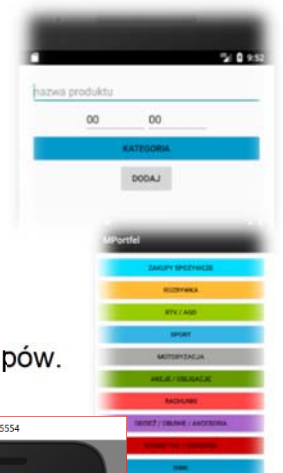 9:52
nazwa produktu
00 00
KATEGORIA
DODAJ
MPortfel
ZAKUPY SPOŻYWCZE
ROZRYWKA
RTV / AGD
SPORT
pów.
MOTORYZACJA
AKCJE / OBLIGACJE
RACHUNKI
5554
ODZIEŻ / OBUWIE / AKCESORIA
INNE